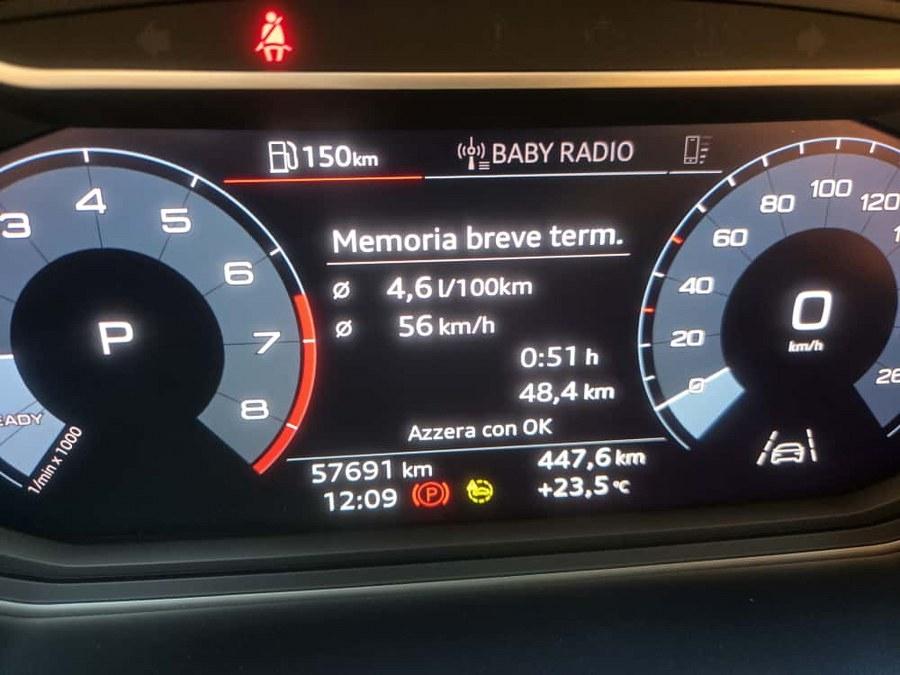 150km
BABY RADIO
Memoria breve term.
ø 4,6 l/100km
ø 56 km/h
0:51 h
48,4 km
Azzera con OK
57691 km
447,6 km
12:09
P
+23,5 °C
3
4
5
6
7
8
P
1/min x 1000
0
20
40
60
80
100
120
0
km/h